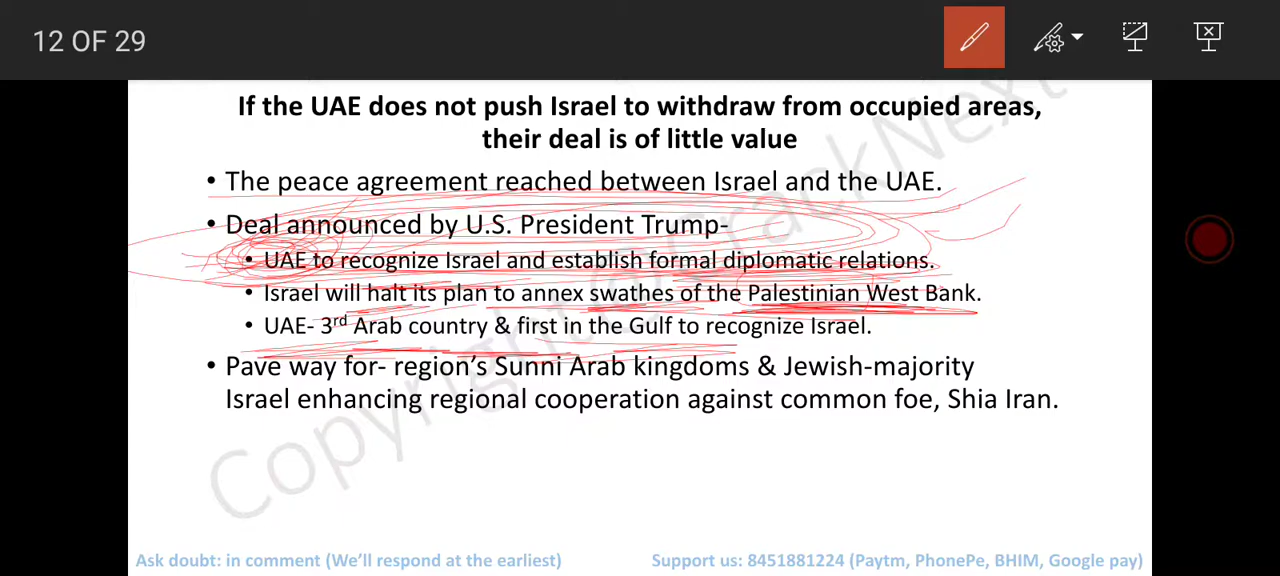 12 OF 29
If the UAE does not push Israel to withdraw from occupied areas,
their deal is of little value
• The peace agreement reached between Israel and the UAE.
• Deal announced by U.S. President Trump-
• UAE to recognize Israel and establish formal diplomatic relations.
• Israel will halt its plan to annex swathes of the Palestinian West Bank.
• UAE- 3rd Arab country & first in the Gulf to recognize Israel.
• Pave way for- region's Sunni Arab kingdoms & Jewish-majority
Israel enhancing regional cooperation against common foe, Shia Iran.
Copyright@CrackNext
Ask doubt: in comment (We'll respond at the earliest)
Support us: 8451881224 (Paytm, PhonePe, BHIM, Google pay)